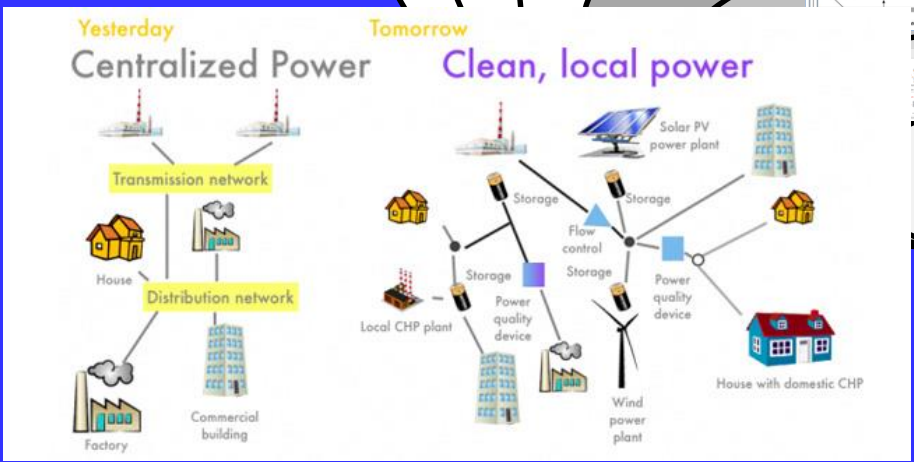 Yesterday
Centralized Power
Transmission network
House
Distribution network
Factory
Commercial
building
Tomorrow
Clean, local power
Solar PV
power plant
Storage
Storage
Flow
control
Storage
Storage
Power
quality
device
Power
quality
device
Local CHP plant
Wind
power
plant
House with domestic CHP